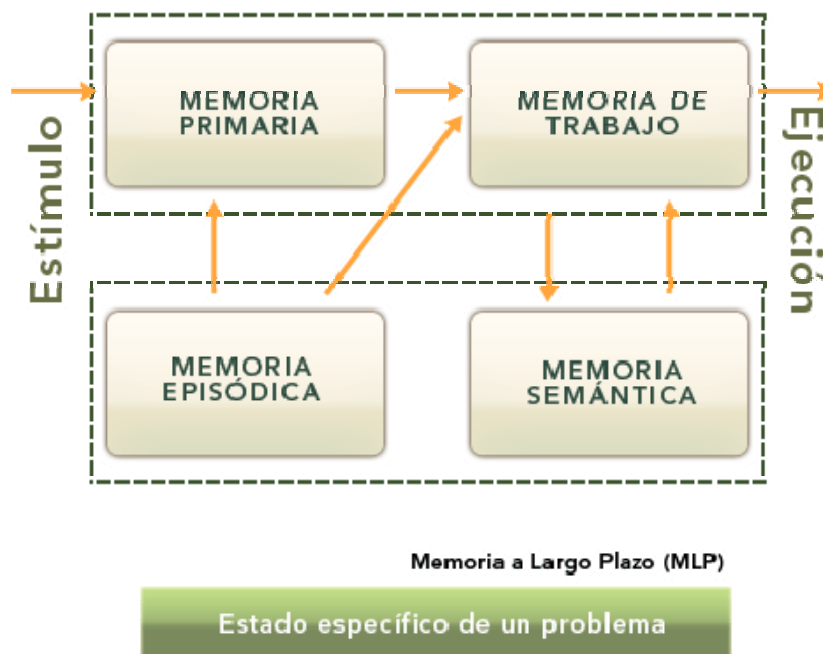 MEMORIA
PRIMARIA
MEMORIA DE
TRABAJO
Estímulo
Ejecución
MEMORIA
EPISÓDICA
MEMORIA
SEMÁNTICA
Memoria a Largo Plazo (MLP)
Estado específico de un problema